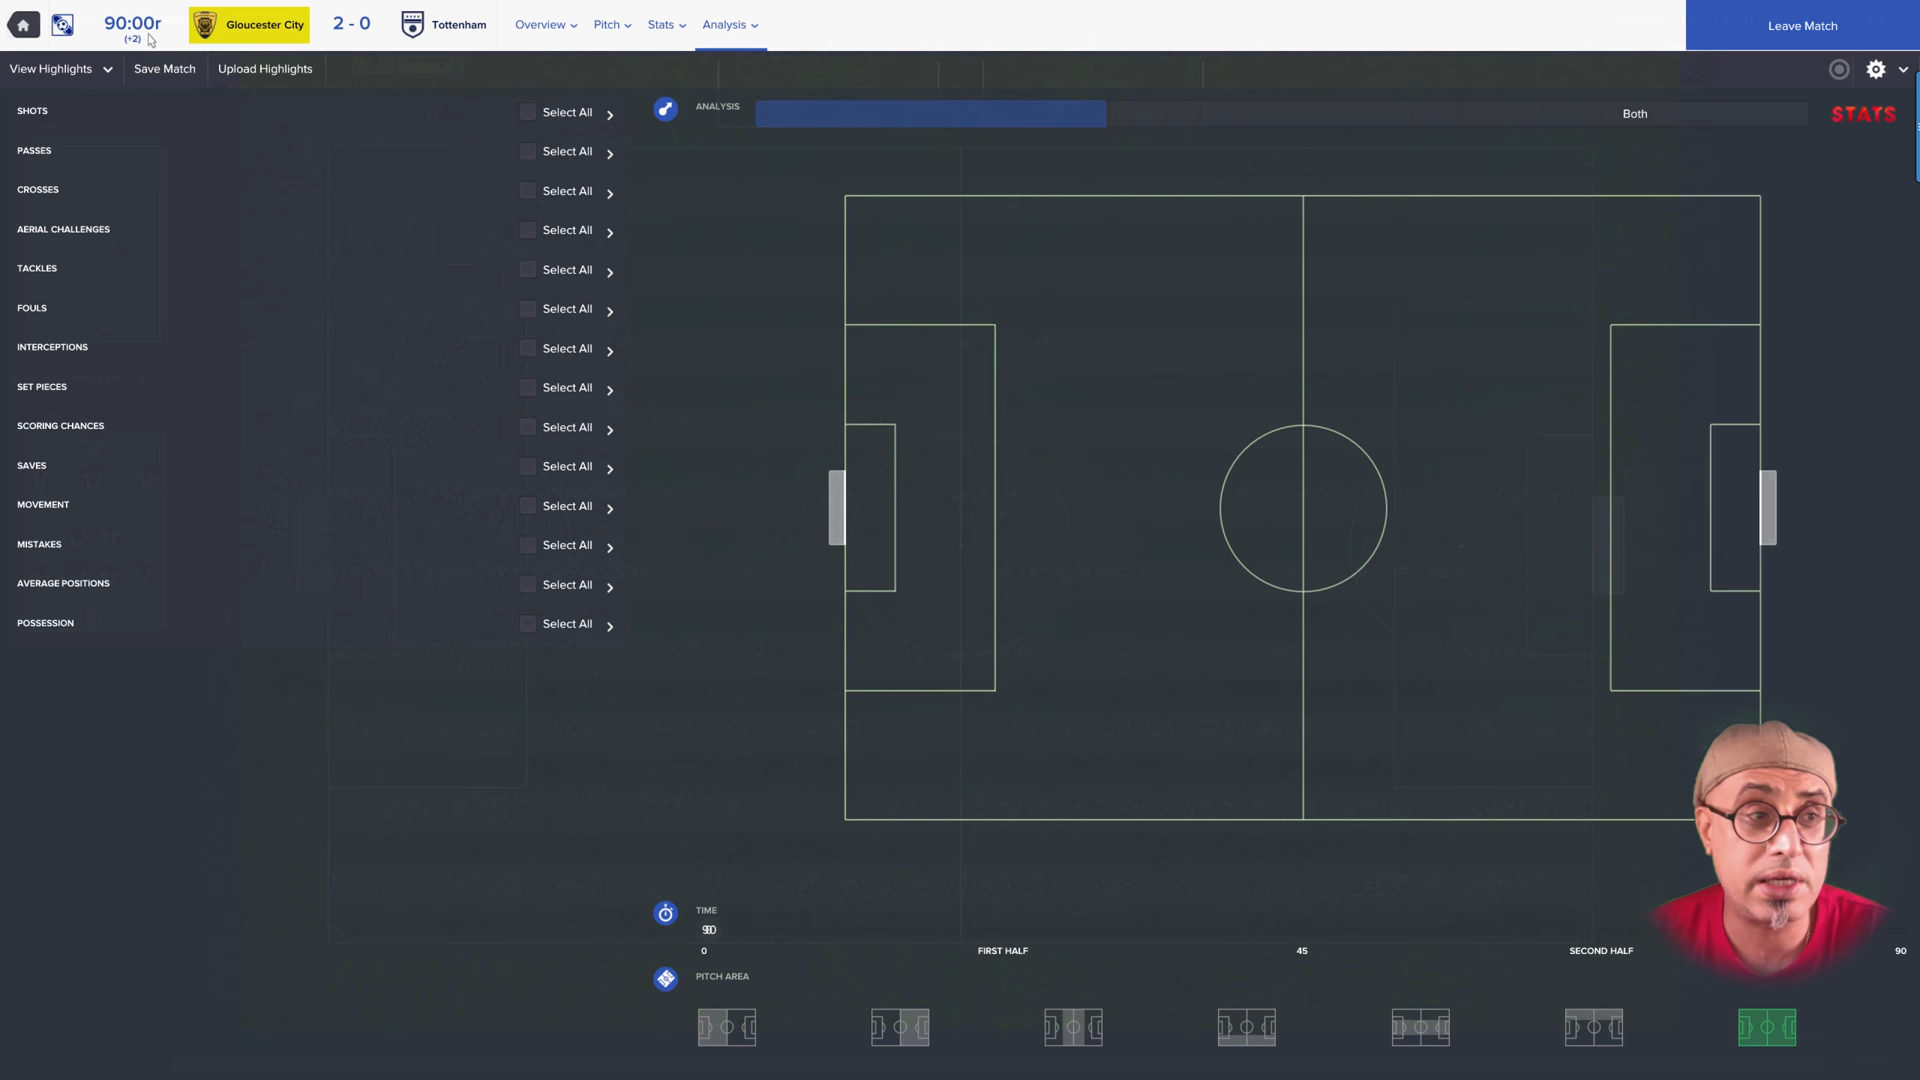 90:00r
(+2)
Gloucester City
2 - 0
Tottenham
Overview
Pitch
Stats
Analysis
Leave Match
View Highlights
Save Match
Upload Highlights
SHOTS Select All
PASSES Select All
CROSSES Select All
AERIAL CHALLENGES Select All
TACKLES Select All
FOULS Select All
INTERCEPTIONS Select All
SET PIECES Select All
SCORING CHANCES Select All
SAVES Select All
MOVEMENT Select All
MISTAKES Select All
AVERAGE POSITIONS Select All
POSSESSION Select All
ANALYSIS
Both
STATS
TIME
0 FIRST HALF 45 SECOND HALF 90
PITCH AREA